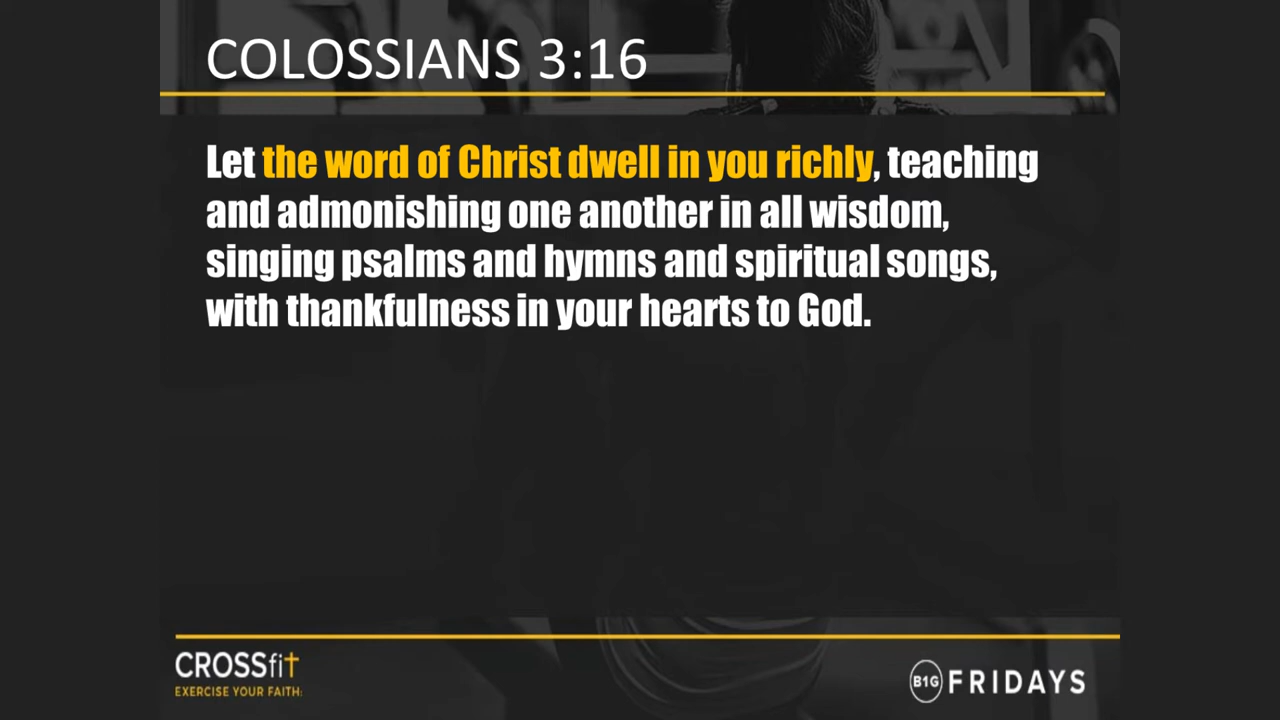 COLOSSIANS 3:16
Let the word of Christ dwell in you richly, teaching
and admonishing one another in all wisdom,
singing psalms and hymns and spiritual songs,
with thankfulness in your hearts to God.
CROSSfit
EXERCISE YOUR FAITH:
B1G FRIDAYS